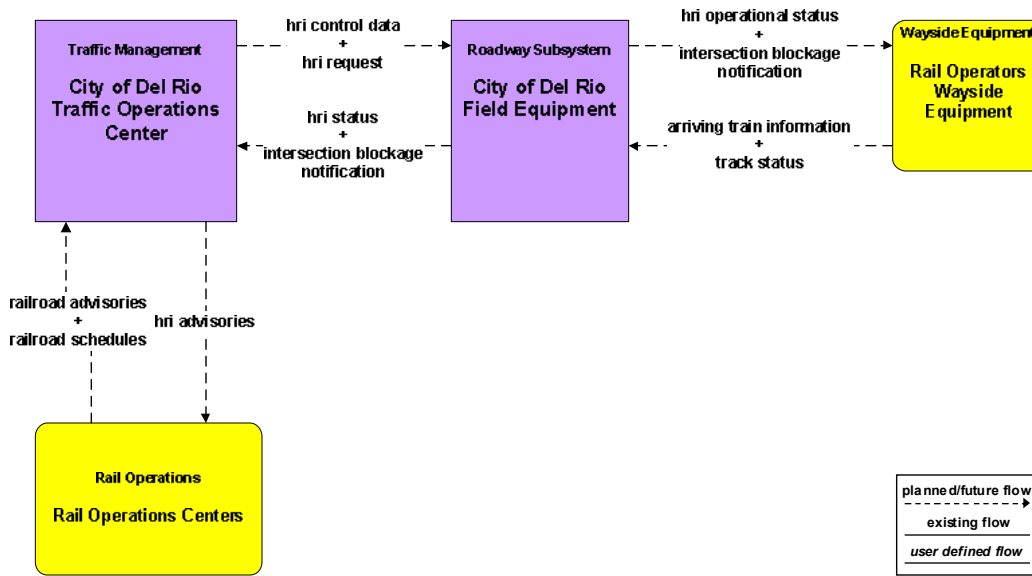 Traffic Management
City of Del Rio
Traffic Operations
Center
hri control data
+
hri request
Roadway Subsystem
City of Del Rio
Field Equipment
hri operational status
+
intersection blockage
notification
Wayside Equipment
Rail Operators
Wayside
Equipment
hri status
+
intersection blockage
notification
arriving train information
+
track status
railroad advisories
+
railroad schedules
hri advisories
Rail Operations
Rail Operations Centers
planned/future flow
existing flow
user defined flow